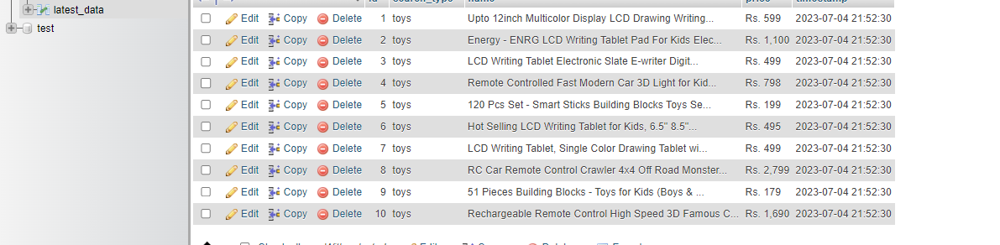 latest_data
test
id search_type name price timestamp
Edit Copy Delete 1 toys Upto 12inch Multicolor Display LCD Drawing Writing... Rs. 599 2023-07-04 21:52:30
Edit Copy Delete 2 toys Energy - ENRG LCD Writing Tablet Pad For Kids Elec... Rs. 1,100 2023-07-04 21:52:30
Edit Copy Delete 3 toys LCD Writing Tablet Electronic Slate E-writer Digit... Rs. 499 2023-07-04 21:52:30
Edit Copy Delete 4 toys Remote Controlled Fast Modern Car 3D Light for Kid... Rs. 798 2023-07-04 21:52:30
Edit Copy Delete 5 toys 120 Pcs Set - Smart Sticks Building Blocks Toys Se... Rs. 199 2023-07-04 21:52:30
Edit Copy Delete 6 toys Hot Selling LCD Writing Tablet for Kids, 6.5" 8.5"... Rs. 495 2023-07-04 21:52:30
Edit Copy Delete 7 toys LCD Writing Tablet, Single Color Drawing Tablet wi... Rs. 499 2023-07-04 21:52:30
Edit Copy Delete 8 toys RC Car Remote Control Crawler 4x4 Off Road Monster... Rs. 2,799 2023-07-04 21:52:30
Edit Copy Delete 9 toys 51 Pieces Building Blocks - Toys for Kids (Boys & ... Rs. 179 2023-07-04 21:52:30
Edit Copy Delete 10 toys Rechargeable Remote Control High Speed 3D Famous C... Rs. 1,690 2023-07-04 21:52:30